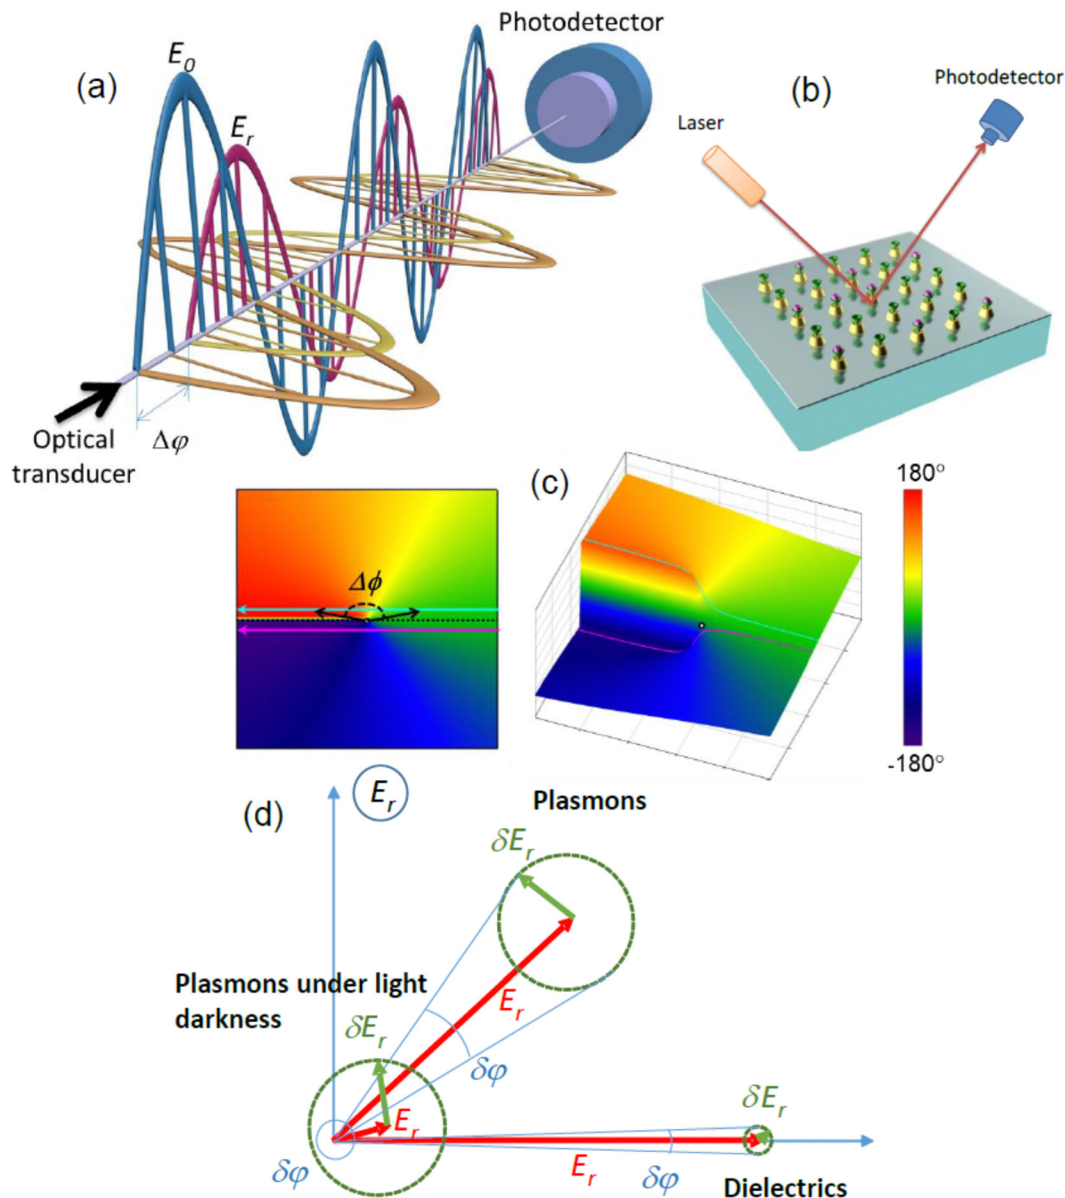 Photodetector
(a)
E0
Er
Optical
transducer
Δφ
(b)
Photodetector
Laser
Δϕ
(c)
180°
-180°
(d)
Er
Plasmons
δEr
Er
δφ
Plasmons under light
darkness
δEr
Er
δφ
δEr
Er
δφ
Dielectrics